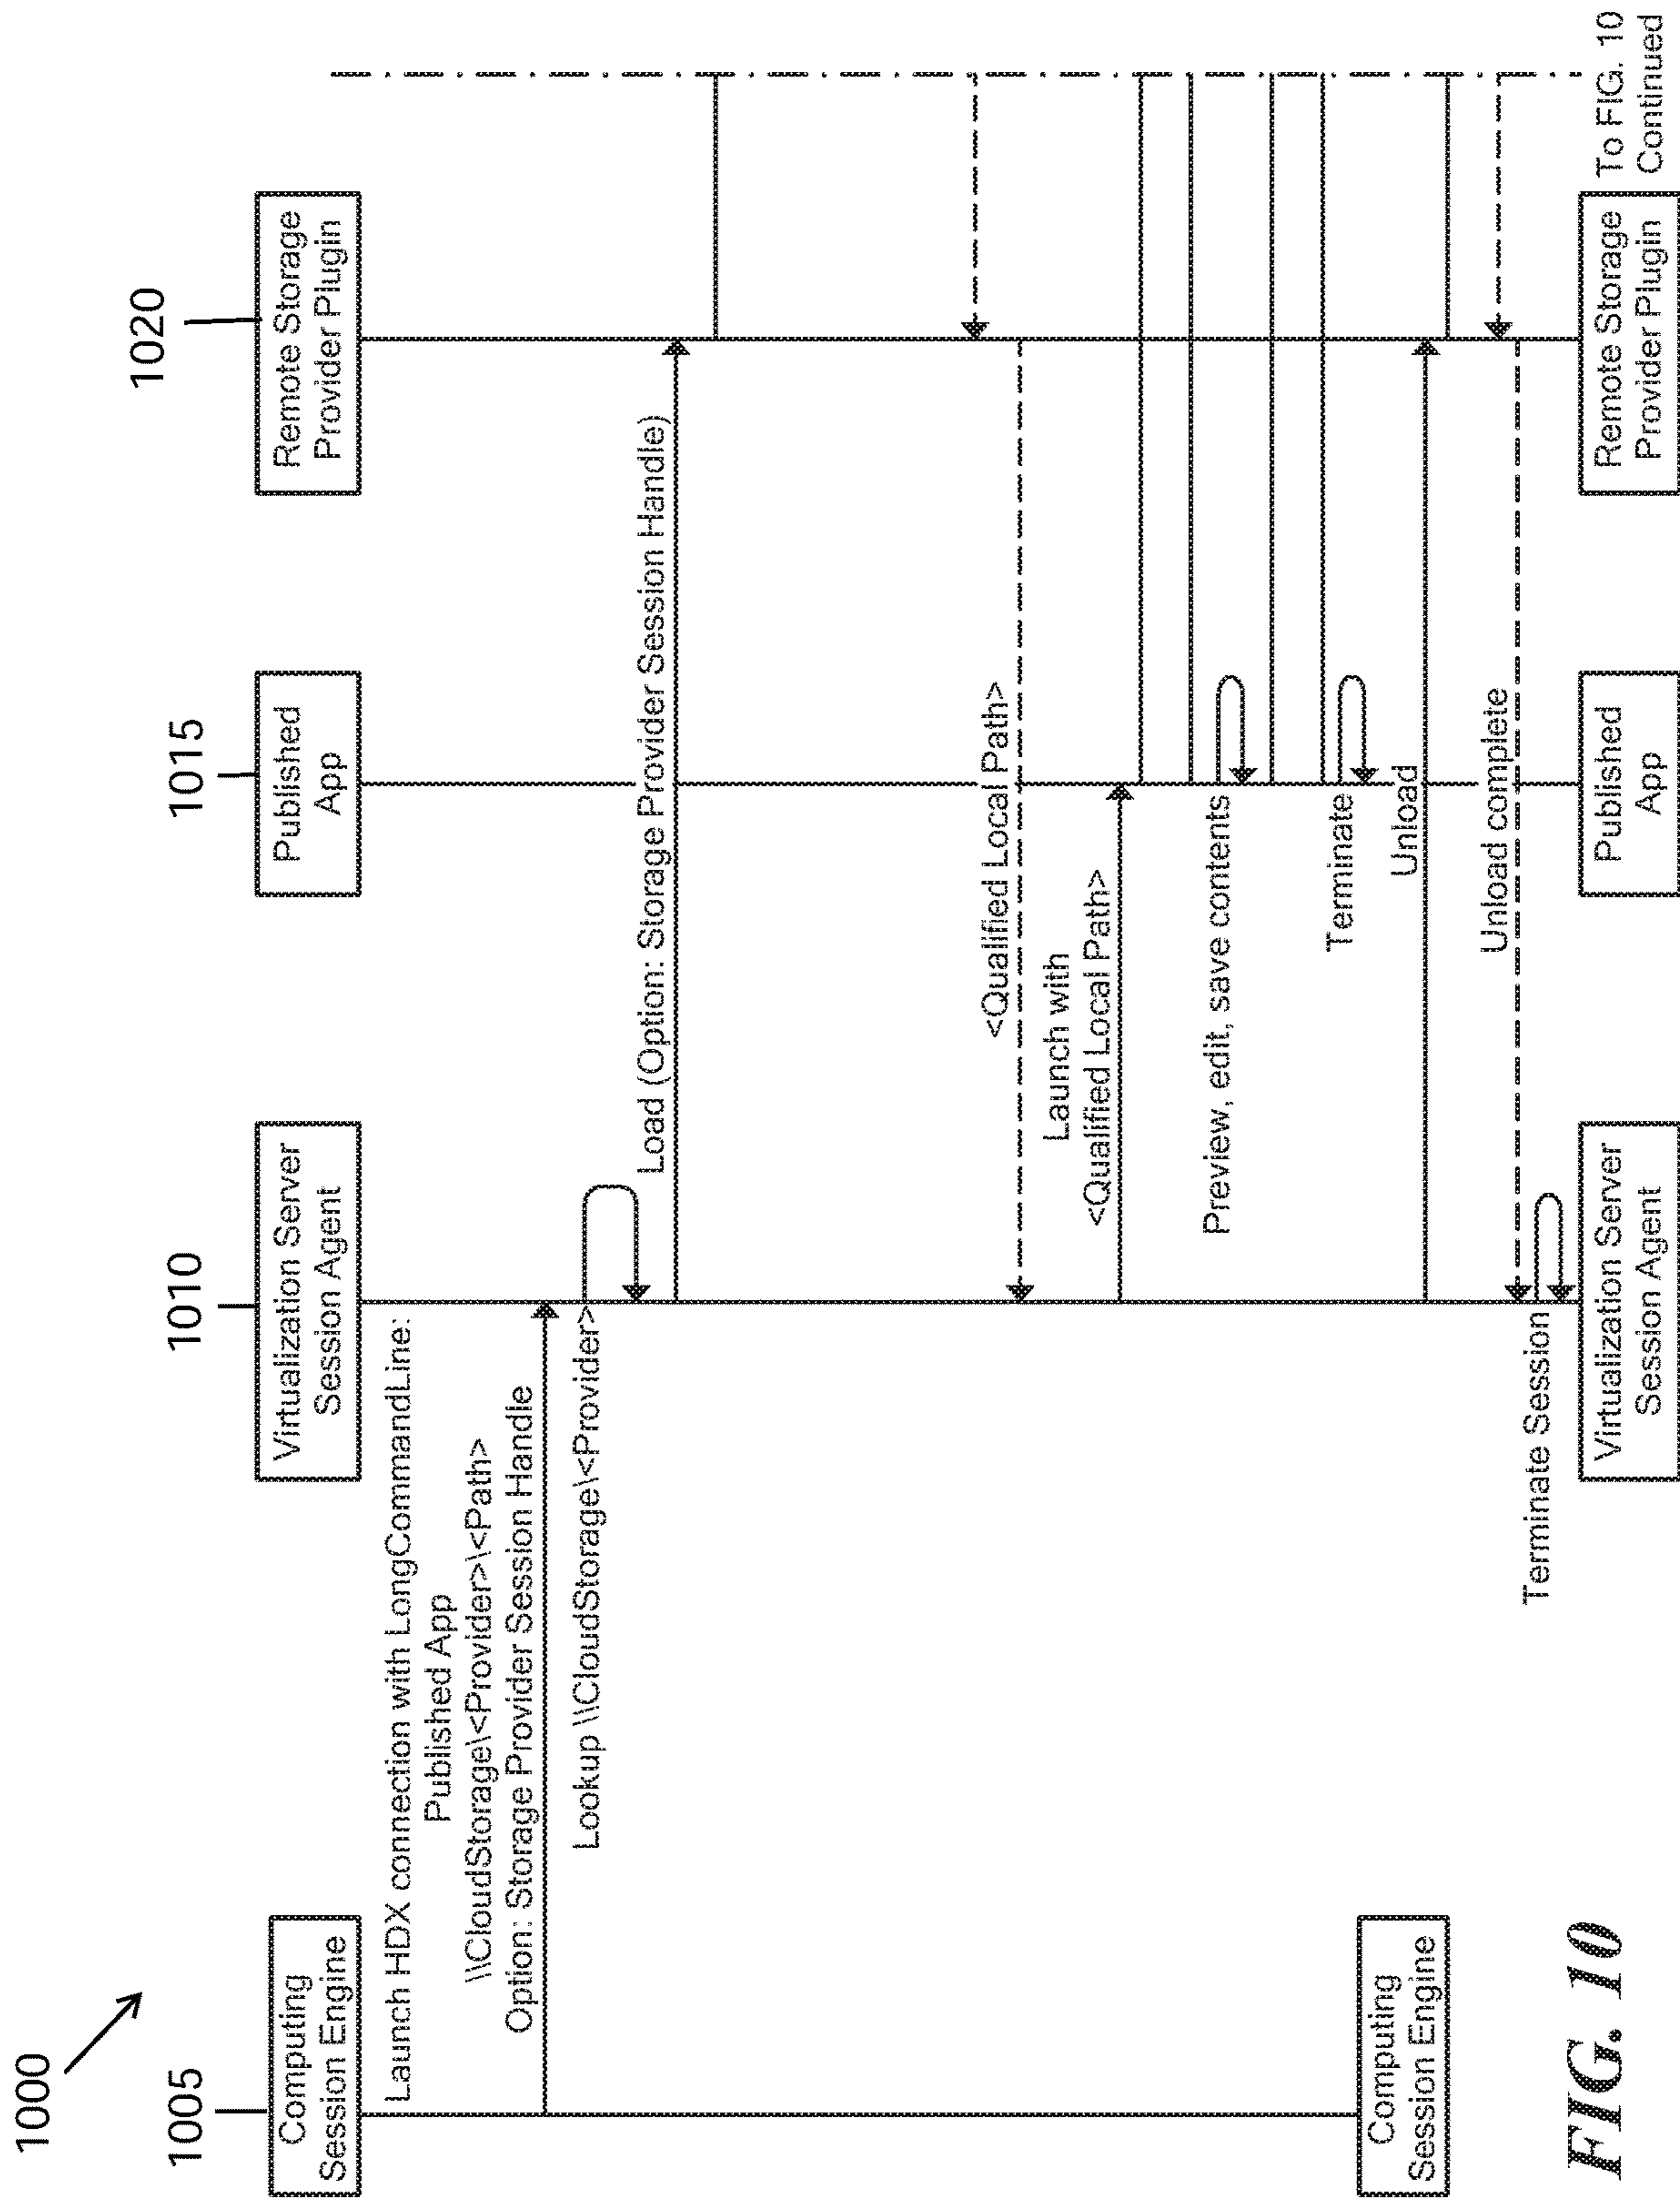 1000
1005
1010
1015
1020
Computing
Session Engine
Virtualization Server
Session Agent
Published
App
Remote Storage
Provider Plugin
Launch HDX connection with LongCommandLine:
Published App
\\CloudStorage\<Provider>\<Path>
Option: Storage Provider Session Handle
Lookup \\CloudStorage\<Provider>
Load (Option: Storage Provider Session Handle)
<Qualified Local Path>
Launch with
<Qualified Local Path>
Preview, edit, save contents
Terminate
Unload
Unload complete
Terminate Session
Computing
Session Engine
Virtualization Server
Session Agent
Published
App
Remote Storage
Provider Plugin
To FIG. 10
Continued
FIG. 10